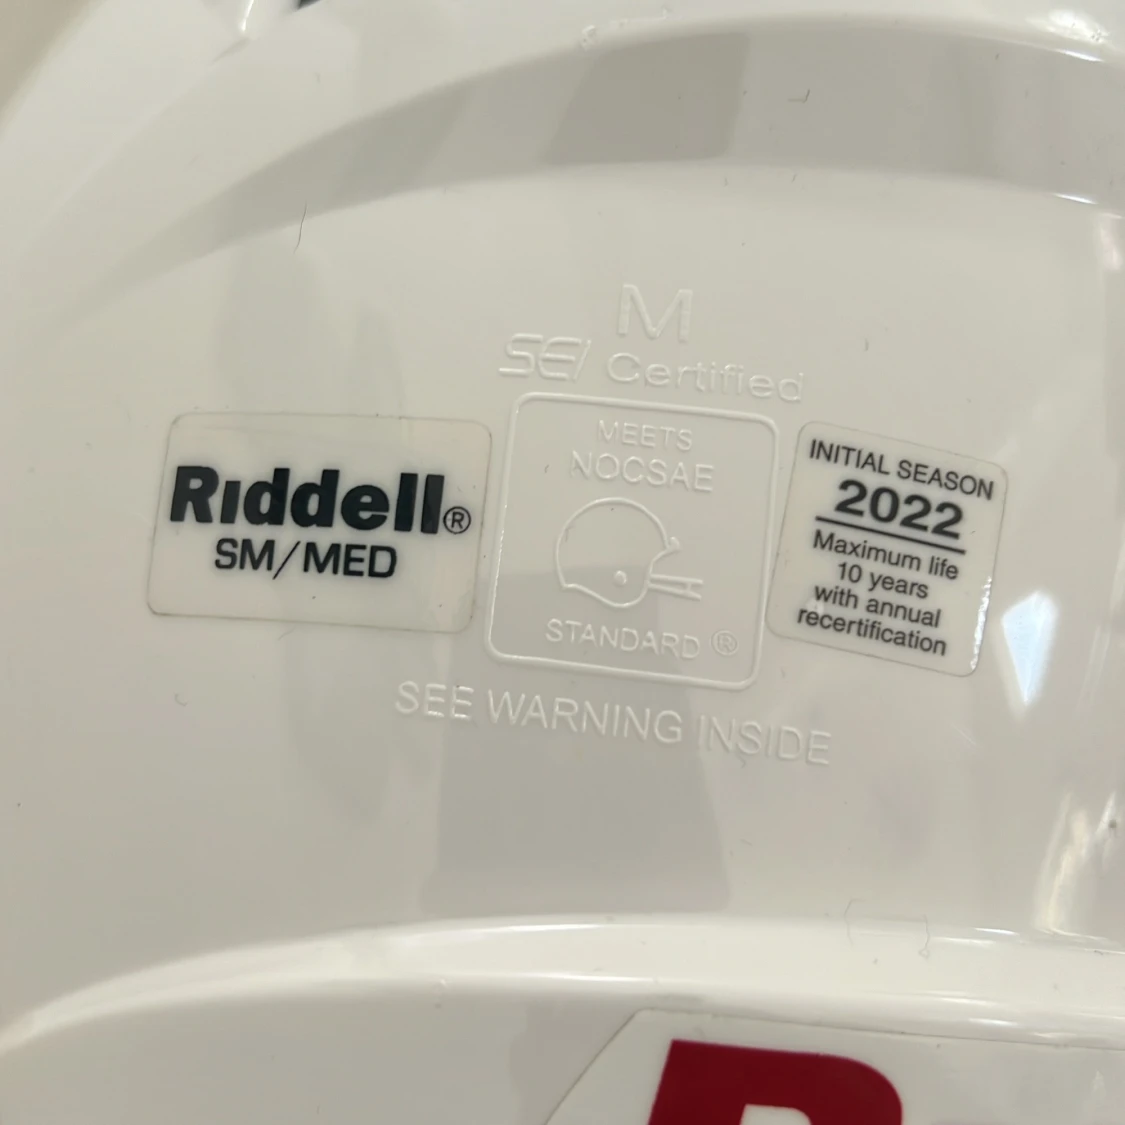 M
SEI Certified
Riddell®
SM/MED
MEETS
NOCSAE
STANDARD ®
INITIAL SEASON
2022
Maximum life
10 years
with annual
recertification
SEE WARNING INSIDE